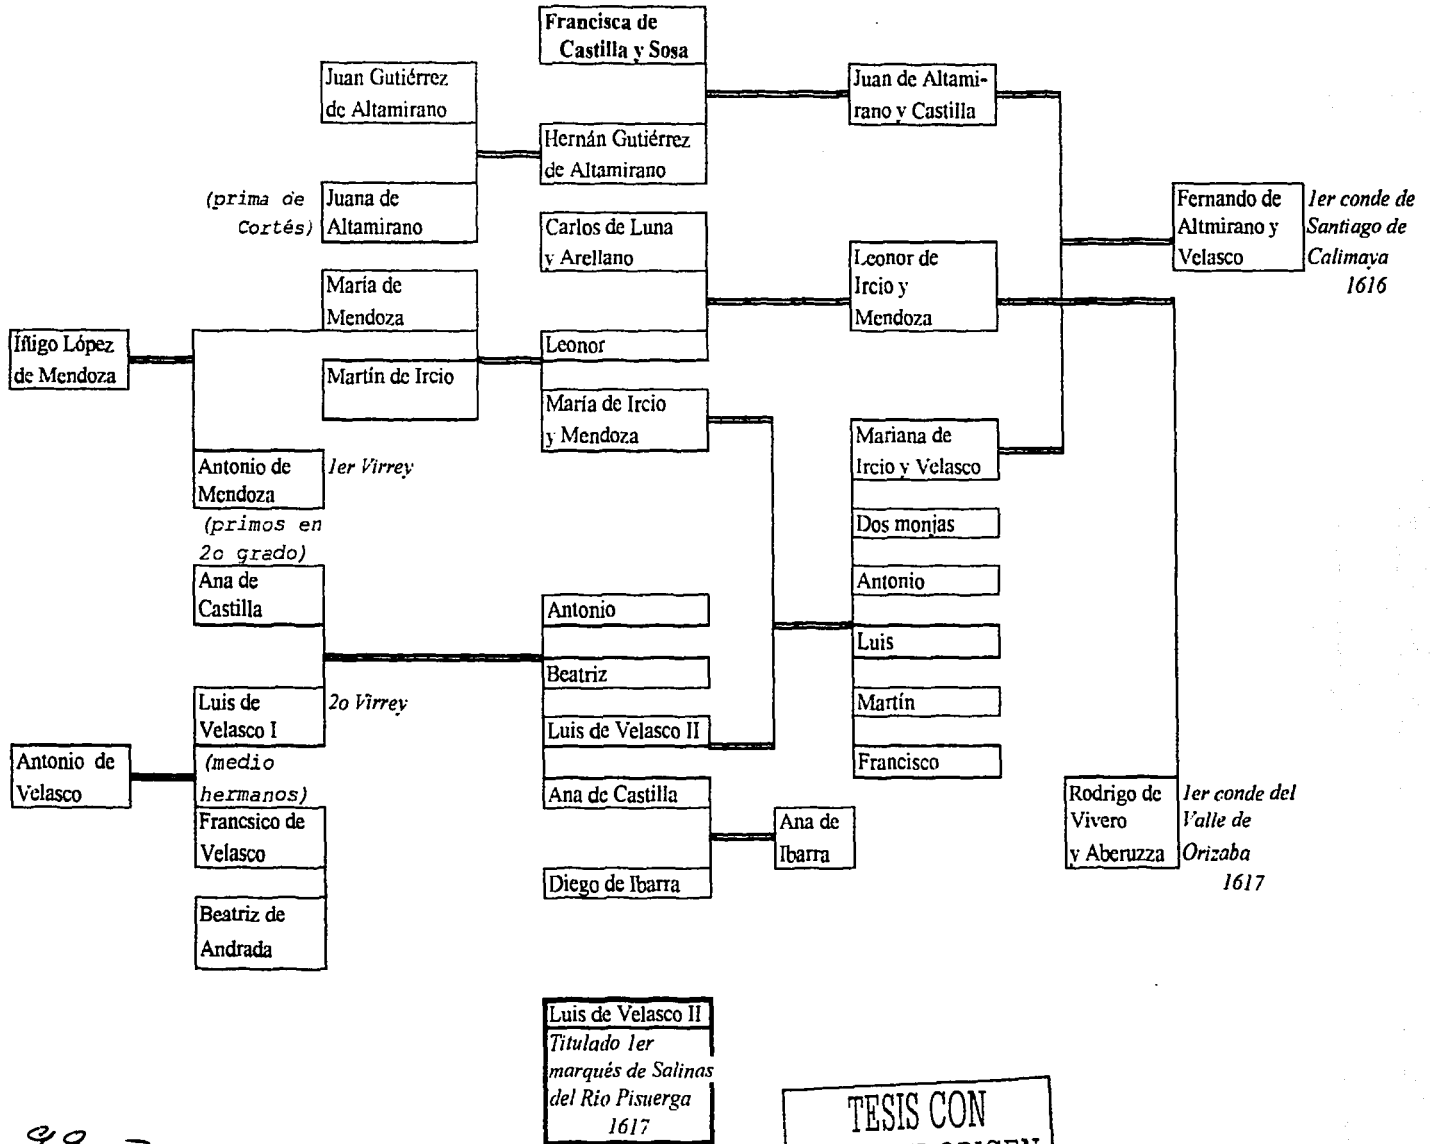 Francisca de
Castilla y Sosa
Juan Gutiérrez
de Altamirano
Juan de Altami-
rano y Castilla
Hernán Gutiérrez
de Altamirano
(prima de
Cortés)
Juana de
Altamirano
Fernando de
Altmirano y
Velasco
1er conde de
Santiago de
Calimaya
1616
Carlos de Luna
y Arellano
Leonor de
Ircio y
Mendoza
María de
Mendoza
Íñigo López
de Mendoza
Leonor
Martín de Ircio
María de Ircio
y Mendoza
Mariana de
Ircio y Velasco
Antonio de
Mendoza
1er Virrey
(primos en
2o grado)
Dos monjas
Ana de
Castilla
Antonio
Antonio
Luis
Beatriz
Luis de
Velasco I
2o Virrey
Martín
Luis de Velasco II
Antonio de
Velasco
(medio
hermanos)
Francisco
Ana de Castilla
Rodrigo de
Vivero
y Aberuzza
1er conde del
Valle de
Orizaba
1617
Francsico de
Velasco
Ana de
Ibarra
Diego de Ibarra
Beatriz de
Andrada
Luis de Velasco II
Titulado 1er
marqués de Salinas
del Rio Pisuerga
1617
TESIS CON